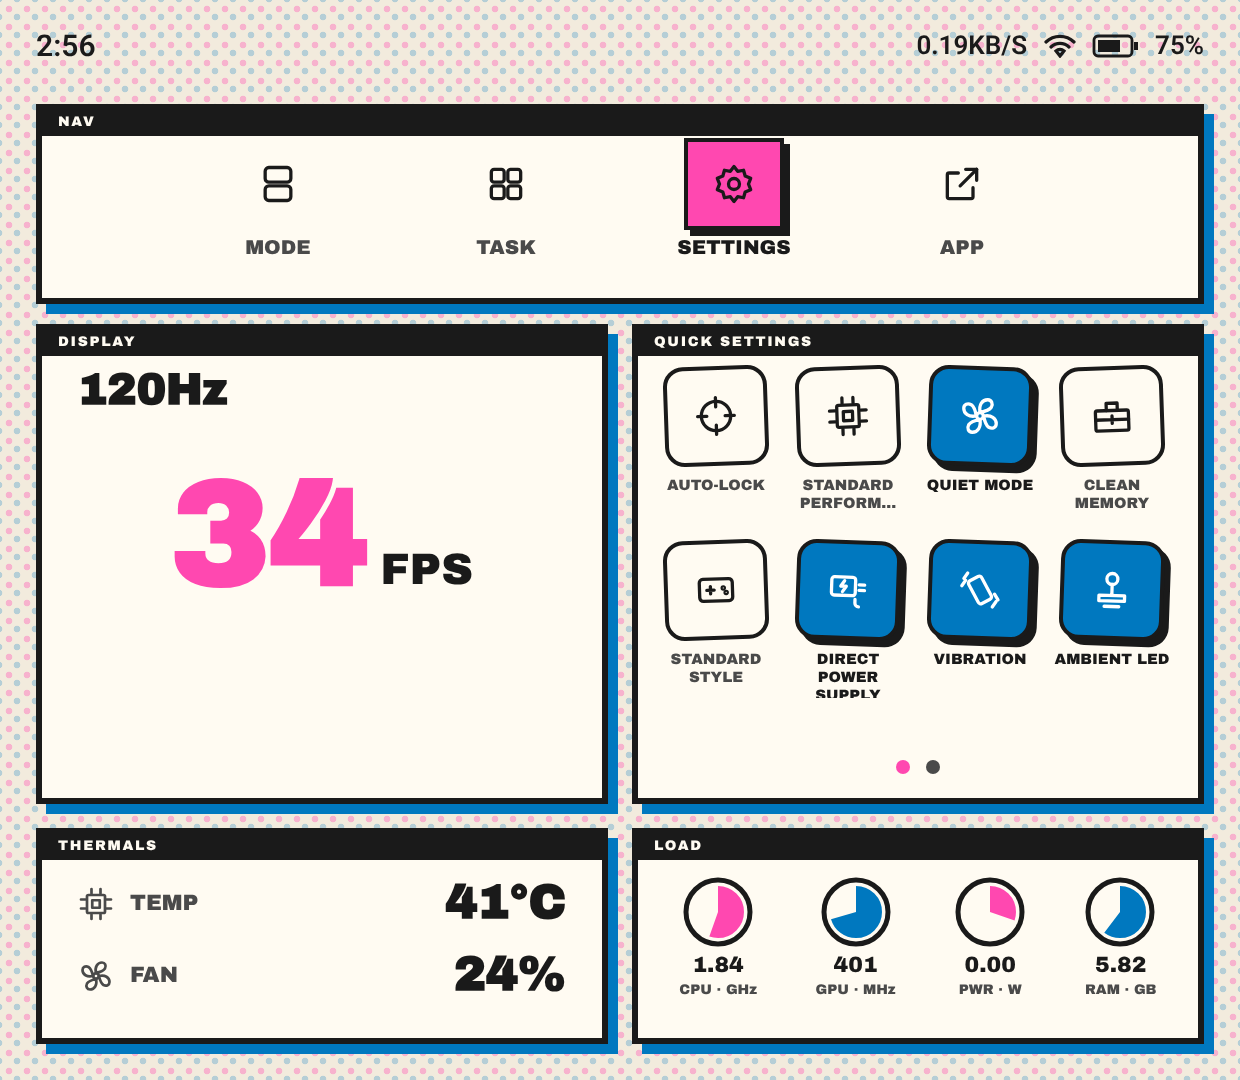 2:56
0.19KB/S
75%
NAV
MODE
TASK
SETTINGS
APP
DISPLAY
120Hz
34 FPS
QUICK SETTINGS
AUTO-LOCK
STANDARD
PERFORM...
QUIET MODE
CLEAN
MEMORY
STANDARD
STYLE
DIRECT
POWER
SUPPLY
VIBRATION
AMBIENT LED
THERMALS
TEMP
41°C
FAN
24%
LOAD
1.84
CPU · GHz
401
GPU · MHz
0.00
PWR · W
5.82
RAM · GB